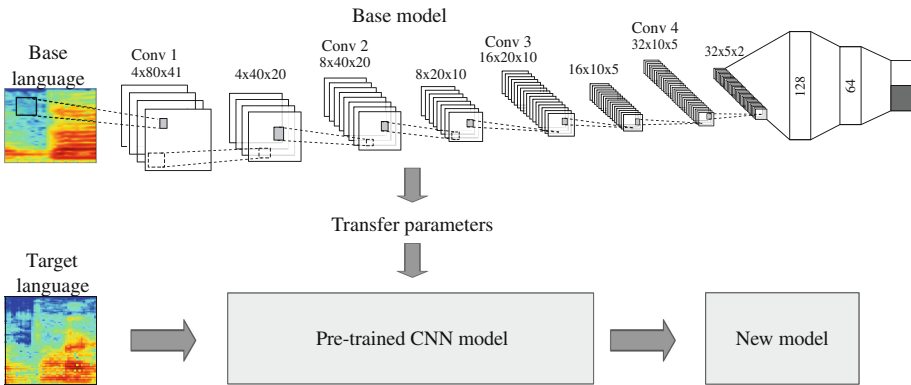 Base model
Base
language
Conv 1
4x80x41
4x40x20
Conv 2
8x40x20
8x20x10
Conv 3
16x20x10
16x10x5
Conv 4
32x10x5
32x5x2
128
64
Transfer parameters
Target
language
Pre-trained CNN model
New model